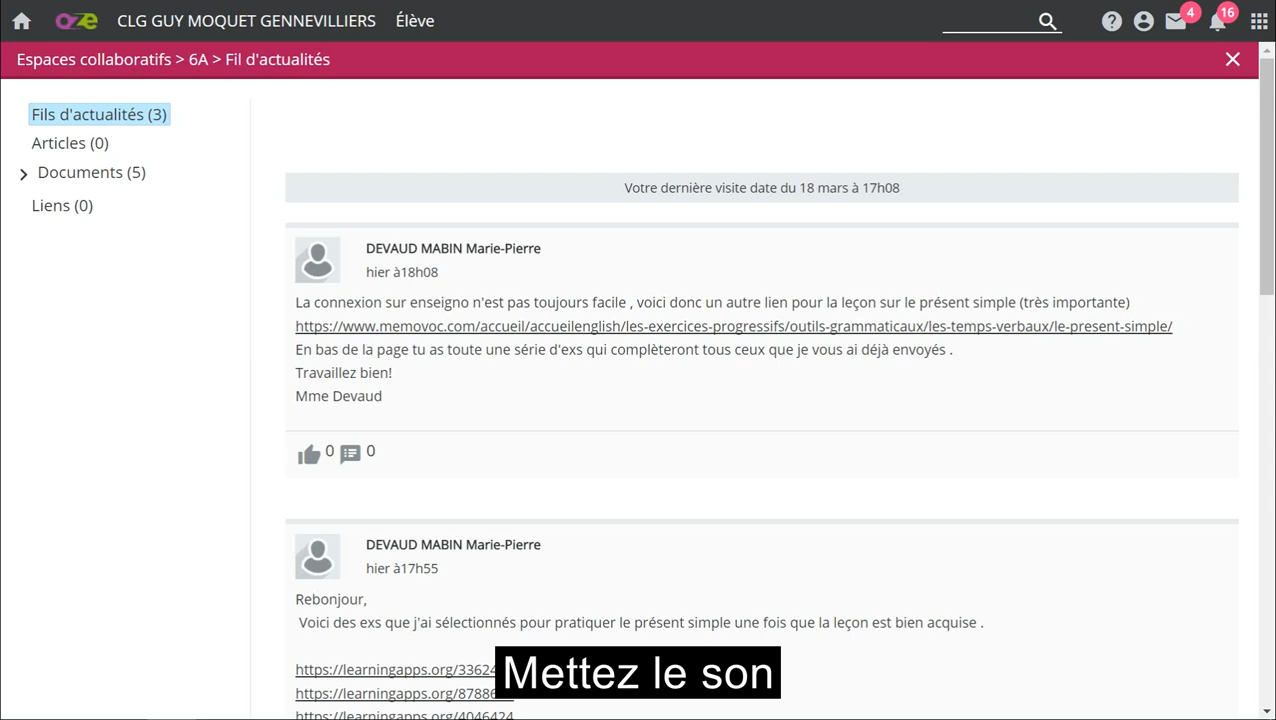 oze CLG GUY MOQUET GENNEVILLIERS Élève 4 16
Espaces collaboratifs > 6A > Fil d'actualités
Fils d'actualités (3)
Articles (0)
Documents (5)
Liens (0)
Votre dernière visite date du 18 mars à 17h08
DEVAUD MABIN Marie-Pierre
hier à18h08
La connexion sur enseigno n'est pas toujours facile , voici donc un autre lien pour la leçon sur le présent simple (très importante)
https://www.memovoc.com/accueil/accueilenglish/les-exercices-progressifs/outils-grammaticaux/les-temps-verbaux/le-present-simple/
En bas de la page tu as toute une série d'exs qui complèteront tous ceux que je vous ai déjà envoyés .
Travaillez bien!
Mme Devaud
0 0
DEVAUD MABIN Marie-Pierre
hier à17h55
Rebonjour,
Voici des exs que j'ai sélectionnés pour pratiquer le présent simple une fois que la leçon est bien acquise .
https://learningapps.org/33624
https://learningapps.org/8788
https://learningapps.org/4046424
Mettez le son